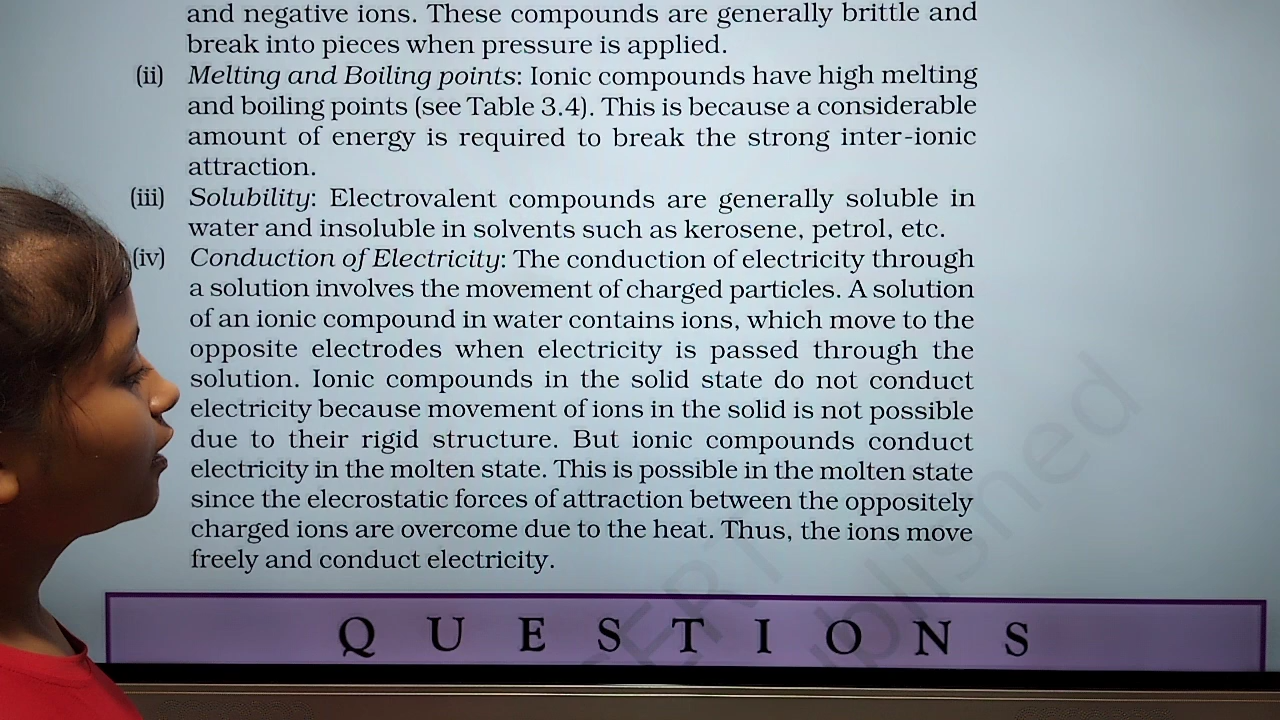 and negative ions. These compounds are generally brittle and
break into pieces when pressure is applied.
(ii) Melting and Boiling points: Ionic compounds have high melting
and boiling points (see Table 3.4). This is because a considerable
amount of energy is required to break the strong inter-ionic
attraction.
(iii) Solubility: Electrovalent compounds are generally soluble in
water and insoluble in solvents such as kerosene, petrol, etc.
(iv) Conduction of Electricity: The conduction of electricity through
a solution involves the movement of charged particles. A solution
of an ionic compound in water contains ions, which move to the
opposite electrodes when electricity is passed through the
solution. Ionic compounds in the solid state do not conduct
electricity because movement of ions in the solid is not possible
due to their rigid structure. But ionic compounds conduct
electricity in the molten state. This is possible in the molten state
since the elecrostatic forces of attraction between the oppositely
charged ions are overcome due to the heat. Thus, the ions move
freely and conduct electricity.
QUESTIONS